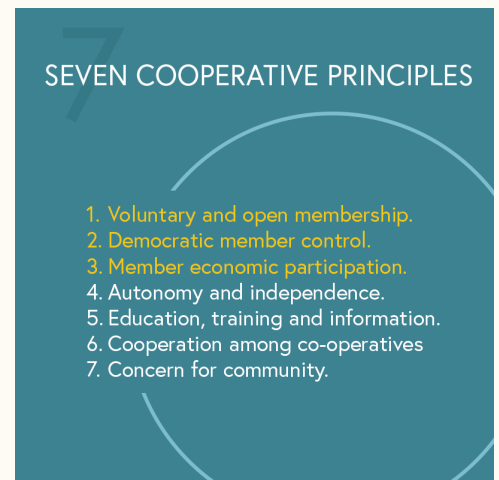 7
SEVEN COOPERATIVE PRINCIPLES
1. Voluntary and open membership.
2. Democratic member control.
3. Member economic participation.
4. Autonomy and independence.
5. Education, training and information.
6. Cooperation among co-operatives
7. Concern for community.